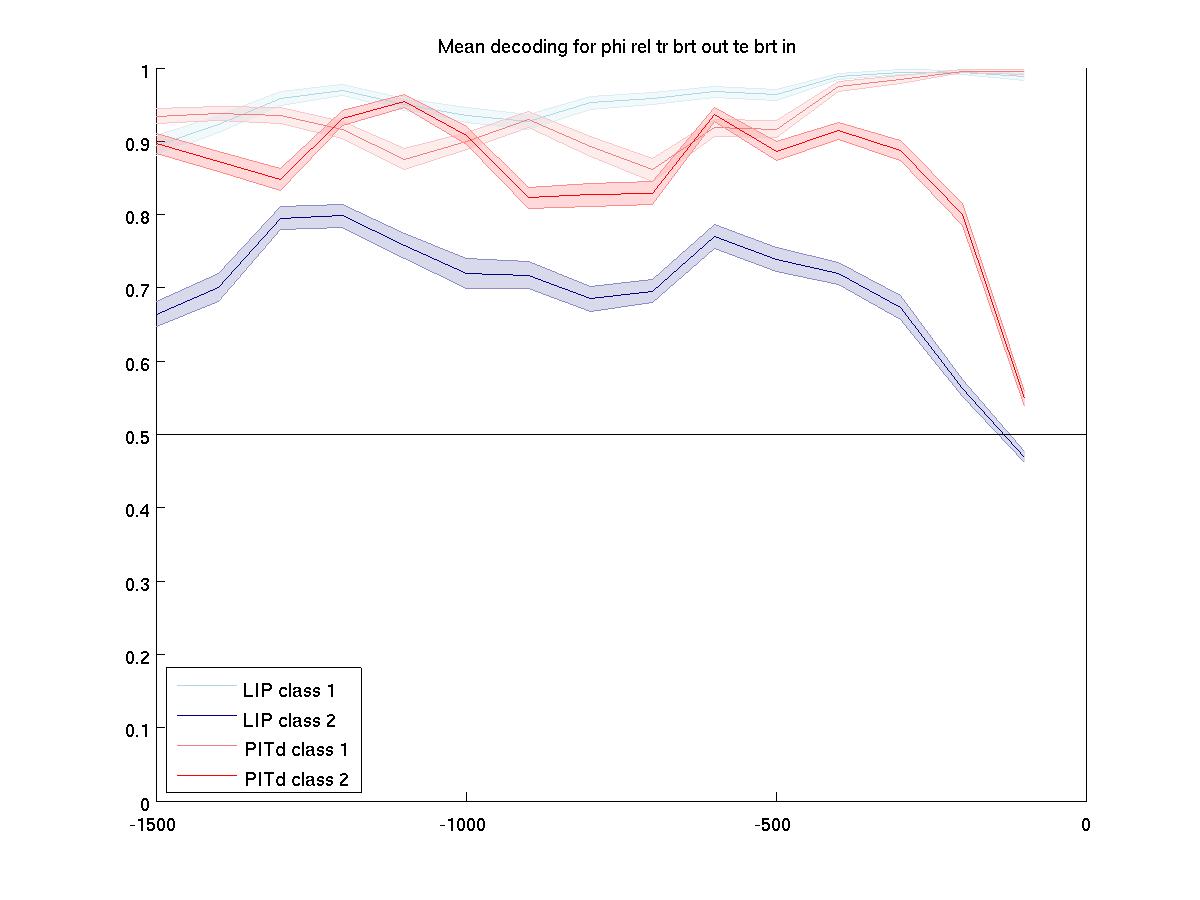 Mean decoding for phi rel tr brt out te brt in
1
0.9
0.8
0.7
0.6
0.5
0.4
0.3
0.2
0.1
0
LIP class 1
LIP class 2
PITd class 1
PITd class 2
-1500 -1000 -500 0